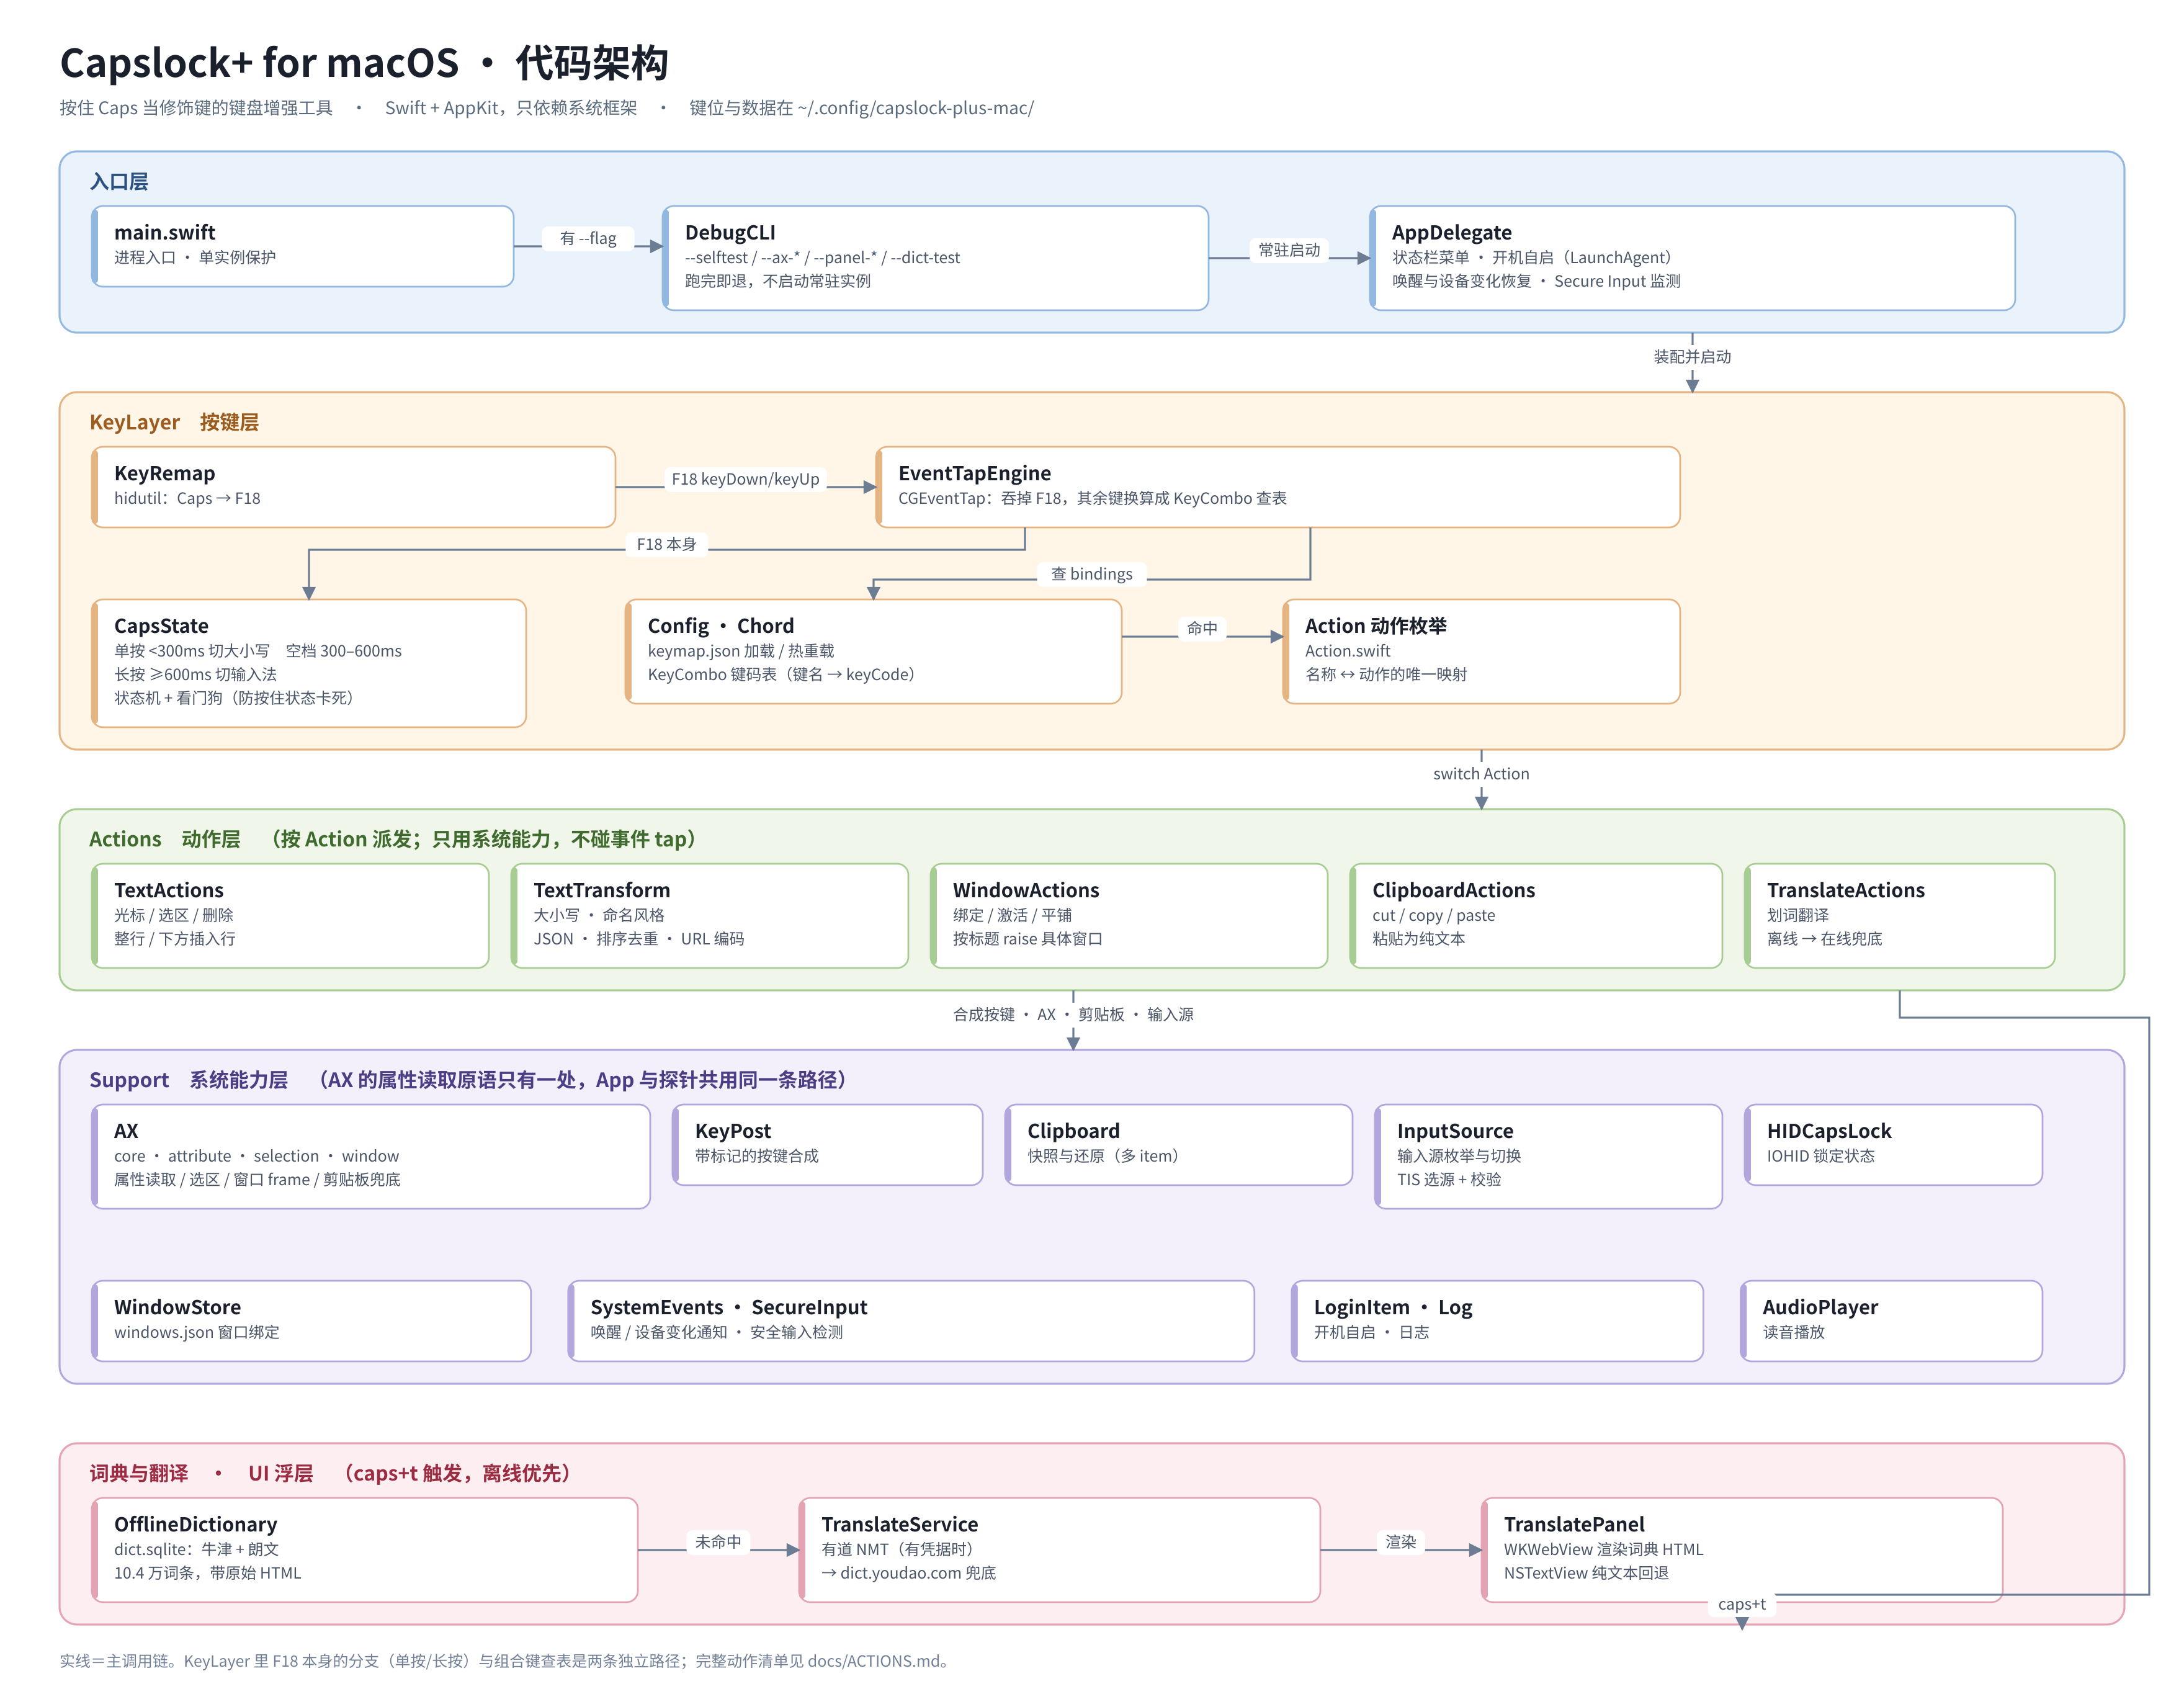 Capslock+ for macOS · 代码架构
按住 Caps 当修饰键的键盘增强工具 · Swift + AppKit，只依赖系统框架 · 键位与数据在 ~/.config/capslock-plus-mac/
入口层
main.swift
进程入口 · 单实例保护
有 --flag
DebugCLI
--selftest / --ax-* / --panel-* / --dict-test
跑完即退，不启动常驻实例
常驻启动
AppDelegate
状态栏菜单 · 开机自启（LaunchAgent）
唤醒与设备变化恢复 · Secure Input 监测
装配并启动
KeyLayer 按键层
KeyRemap
hidutil：Caps → F18
F18 keyDown/keyUp
EventTapEngine
CGEventTap：吞掉 F18，其余键换算成 KeyCombo 查表
F18 本身
查 bindings
CapsState
单按 <300ms 切大小写 空档 300–600ms
长按 ≥600ms 切输入法
状态机 + 看门狗（防按住状态卡死）
Config · Chord
keymap.json 加载 / 热重载
KeyCombo 键码表（键名 → keyCode）
命中
Action 动作枚举
Action.swift
名称 ↔ 动作的唯一映射
switch Action
Actions 动作层 （按 Action 派发；只用系统能力，不碰事件 tap）
TextActions
光标 / 选区 / 删除
整行 / 下方插入行
TextTransform
大小写 · 命名风格
JSON · 排序去重 · URL 编码
WindowActions
绑定 / 激活 / 平铺
按标题 raise 具体窗口
ClipboardActions
cut / copy / paste
粘贴为纯文本
TranslateActions
划词翻译
离线 → 在线兜底
合成按键 · AX · 剪贴板 · 输入源
Support 系统能力层 （AX 的属性读取原语只有一处，App 与探针共用同一条路径）
AX
core · attribute · selection · window
属性读取 / 选区 / 窗口 frame / 剪贴板兜底
KeyPost
带标记的按键合成
Clipboard
快照与还原（多 item）
InputSource
输入源枚举与切换
TIS 选源 + 校验
HIDCapsLock
IOHID 锁定状态
WindowStore
windows.json 窗口绑定
SystemEvents · SecureInput
唤醒 / 设备变化通知 · 安全输入检测
LoginItem · Log
开机自启 · 日志
AudioPlayer
读音播放
词典与翻译 · UI 浮层 （caps+t 触发，离线优先）
OfflineDictionary
dict.sqlite：牛津 + 朗文
10.4 万词条，带原始 HTML
未命中
TranslateService
有道 NMT（有凭据时）
→ dict.youdao.com 兜底
渲染
TranslatePanel
WKWebView 渲染词典 HTML
NSTextView 纯文本回退
caps+t
实线＝主调用链。KeyLayer 里 F18 本身的分支（单按/长按）与组合键查表是两条独立路径；完整动作清单见 docs/ACTIONS.md。